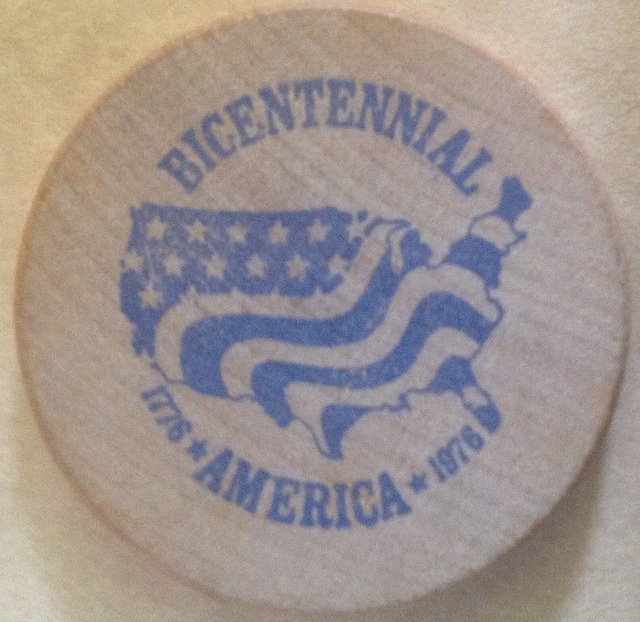 BICENTENNIAL
1776 ★ AMERICA ★ 1976